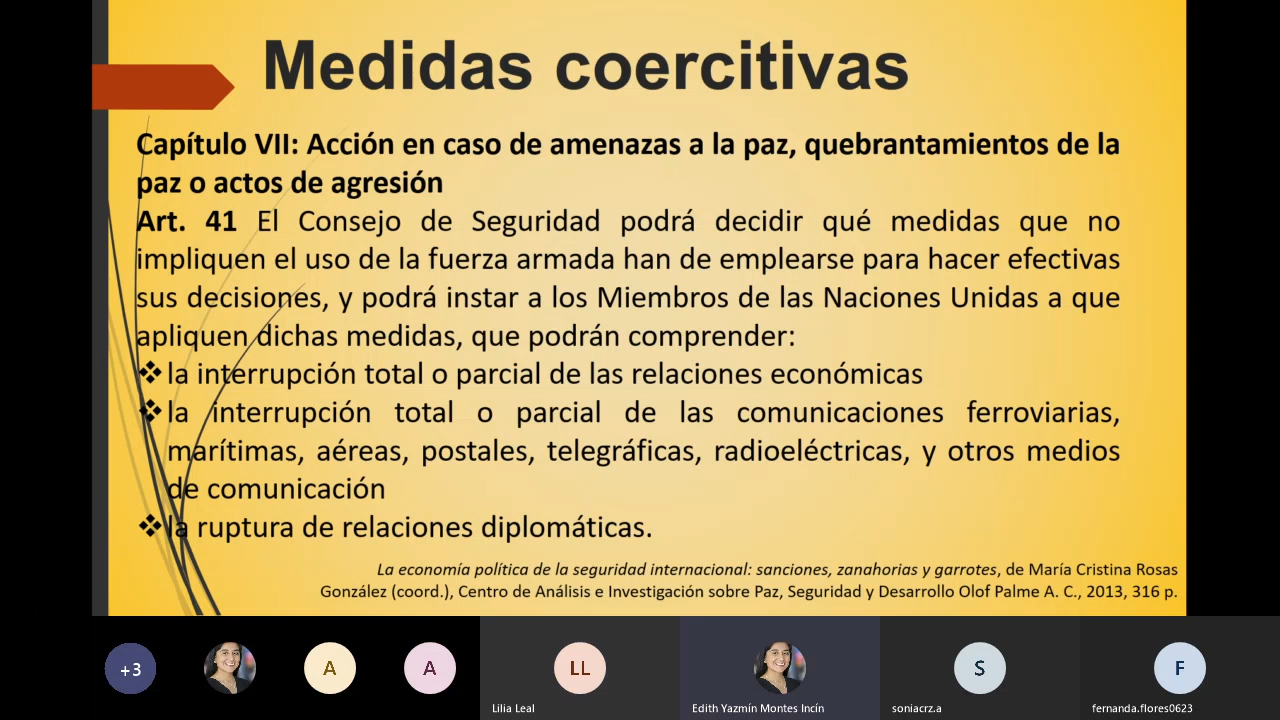 Medidas coercitivas
Capítulo VII: Acción en caso de amenazas a la paz, quebrantamientos de la
paz o actos de agresión
Art. 41 El Consejo de Seguridad podrá decidir qué medidas que no
impliquen el uso de la fuerza armada han de emplearse para hacer efectivas
sus decisiones, y podrá instar a los Miembros de las Naciones Unidas a que
apliquen dichas medidas, que podrán comprender:
❖la interrupción total o parcial de las relaciones económicas
❖la interrupción total o parcial de las comunicaciones ferroviarias,
marítimas, aéreas, postales, telegráficas, radioeléctricas, y otros medios
de comunicación
❖la ruptura de relaciones diplomáticas.
La economía política de la seguridad internacional: sanciones, zanahorias y garrotes, de María Cristina Rosas
González (coord.), Centro de Análisis e Investigación sobre Paz, Seguridad y Desarrollo Olof Palme A. C., 2013, 316 p.
+3 A A LL S F
Lilia Leal Edith Yazmín Montes Incín soniacrz.a fernanda.flores0623